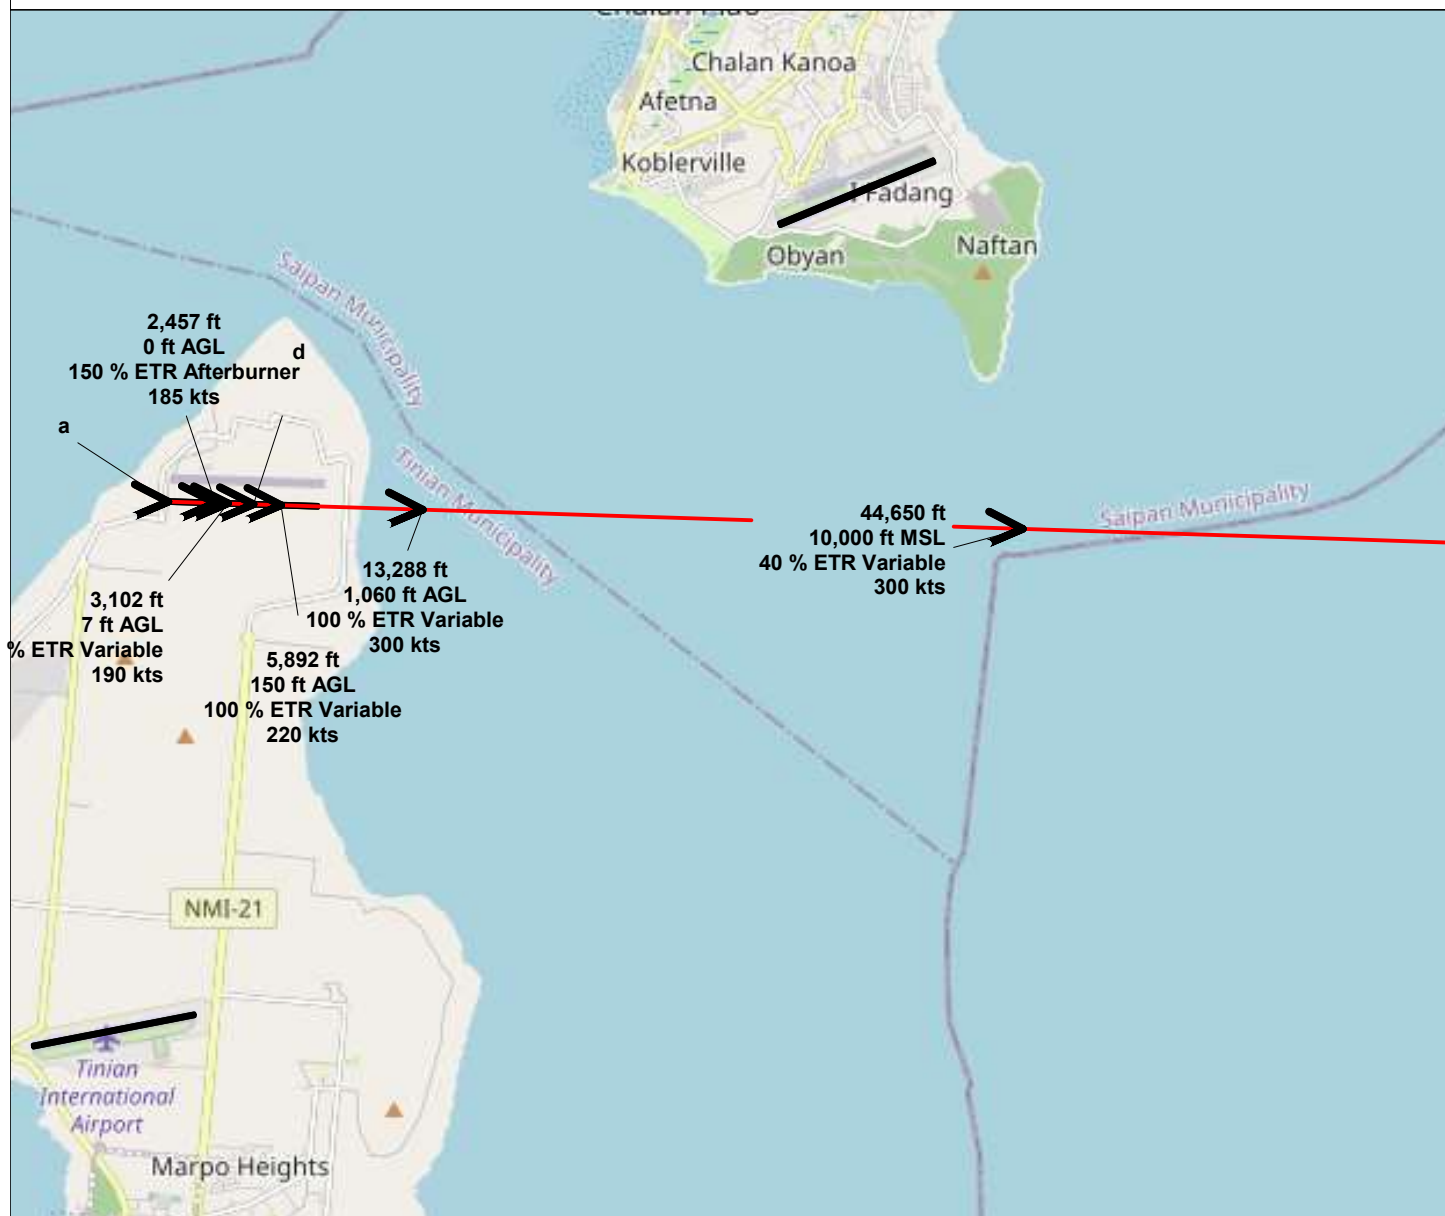 Chalan Kanoa
Afetna
Koblerville
I Fadang
Obyan
Naftan
Saipan Municipality
2,457 ft
0 ft AGL
150 % ETR Afterburner
185 kts
d
a
Tinian Municipality
44,650 ft
10,000 ft MSL
40 % ETR Variable
300 kts
Saipan Municipality
13,288 ft
1,060 ft AGL
100 % ETR Variable
300 kts
3,102 ft
7 ft AGL
% ETR Variable
190 kts
5,892 ft
150 ft AGL
100 % ETR Variable
220 kts
NMI-21
Tinian
International
Airport
Marpo Heights